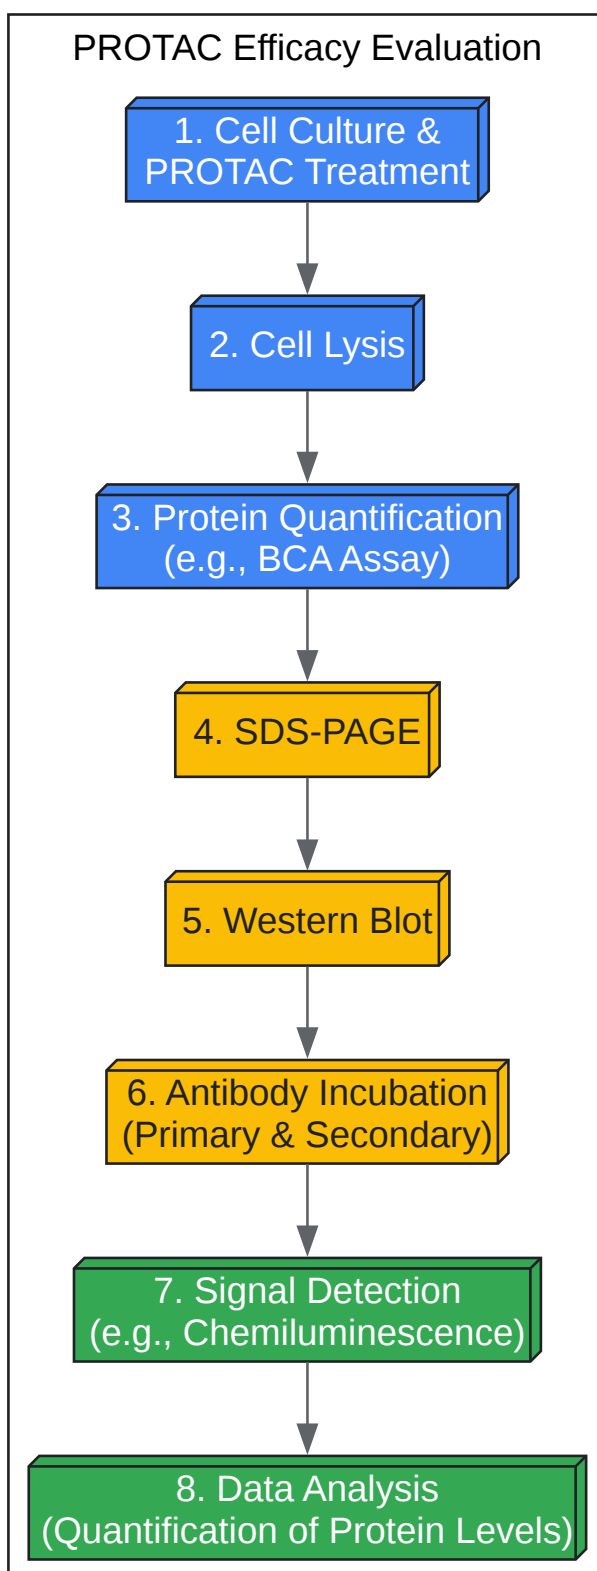 PROTAC Efficacy Evaluation
1. Cell Culture &
PROTAC Treatment
2. Cell Lysis
3. Protein Quantification
(e.g., BCA Assay)
4. SDS-PAGE
5. Western Blot
6. Antibody Incubation
(Primary & Secondary)
7. Signal Detection
(e.g., Chemiluminescence)
8. Data Analysis
(Quantification of Protein Levels)